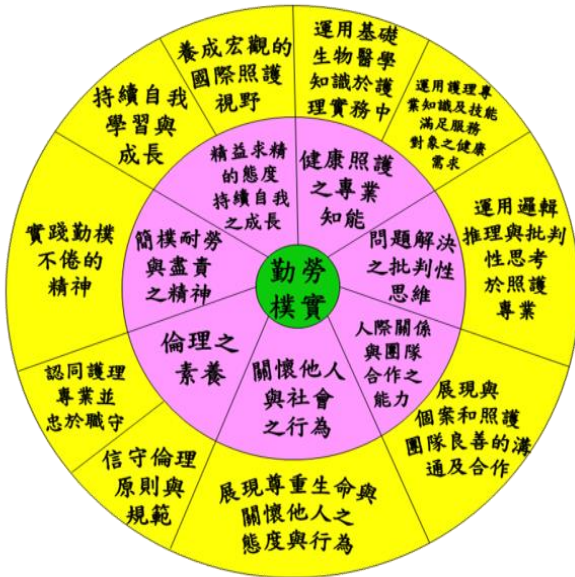 勤勞
樸實
健康照護
之專業
知能
問題解決
之批判性
思維
人際關係
與團隊
合作之
能力
關懷他人
與社會
之行為
倫理之
素養
簡樸耐勞
與盡責
之精神
精益求精
的態度
持續自我
之成長
運用基礎
生物醫學
知識於護
理實務中
運用護理專
業知識及技能
滿足服務
對象之健康
需求
運用邏輯
推理與批判
性思考
於照護
專業
展現與
個案和照護
團隊良善的溝
通及合作
展現尊重生命與
關懷他人之
態度與行為
信守倫理
原則與
規範
認同護理
專業並
忠於職守
實踐勤樸
不倦的
精神
持續自我
學習與
成長
養成宏觀的
國際照護
視野